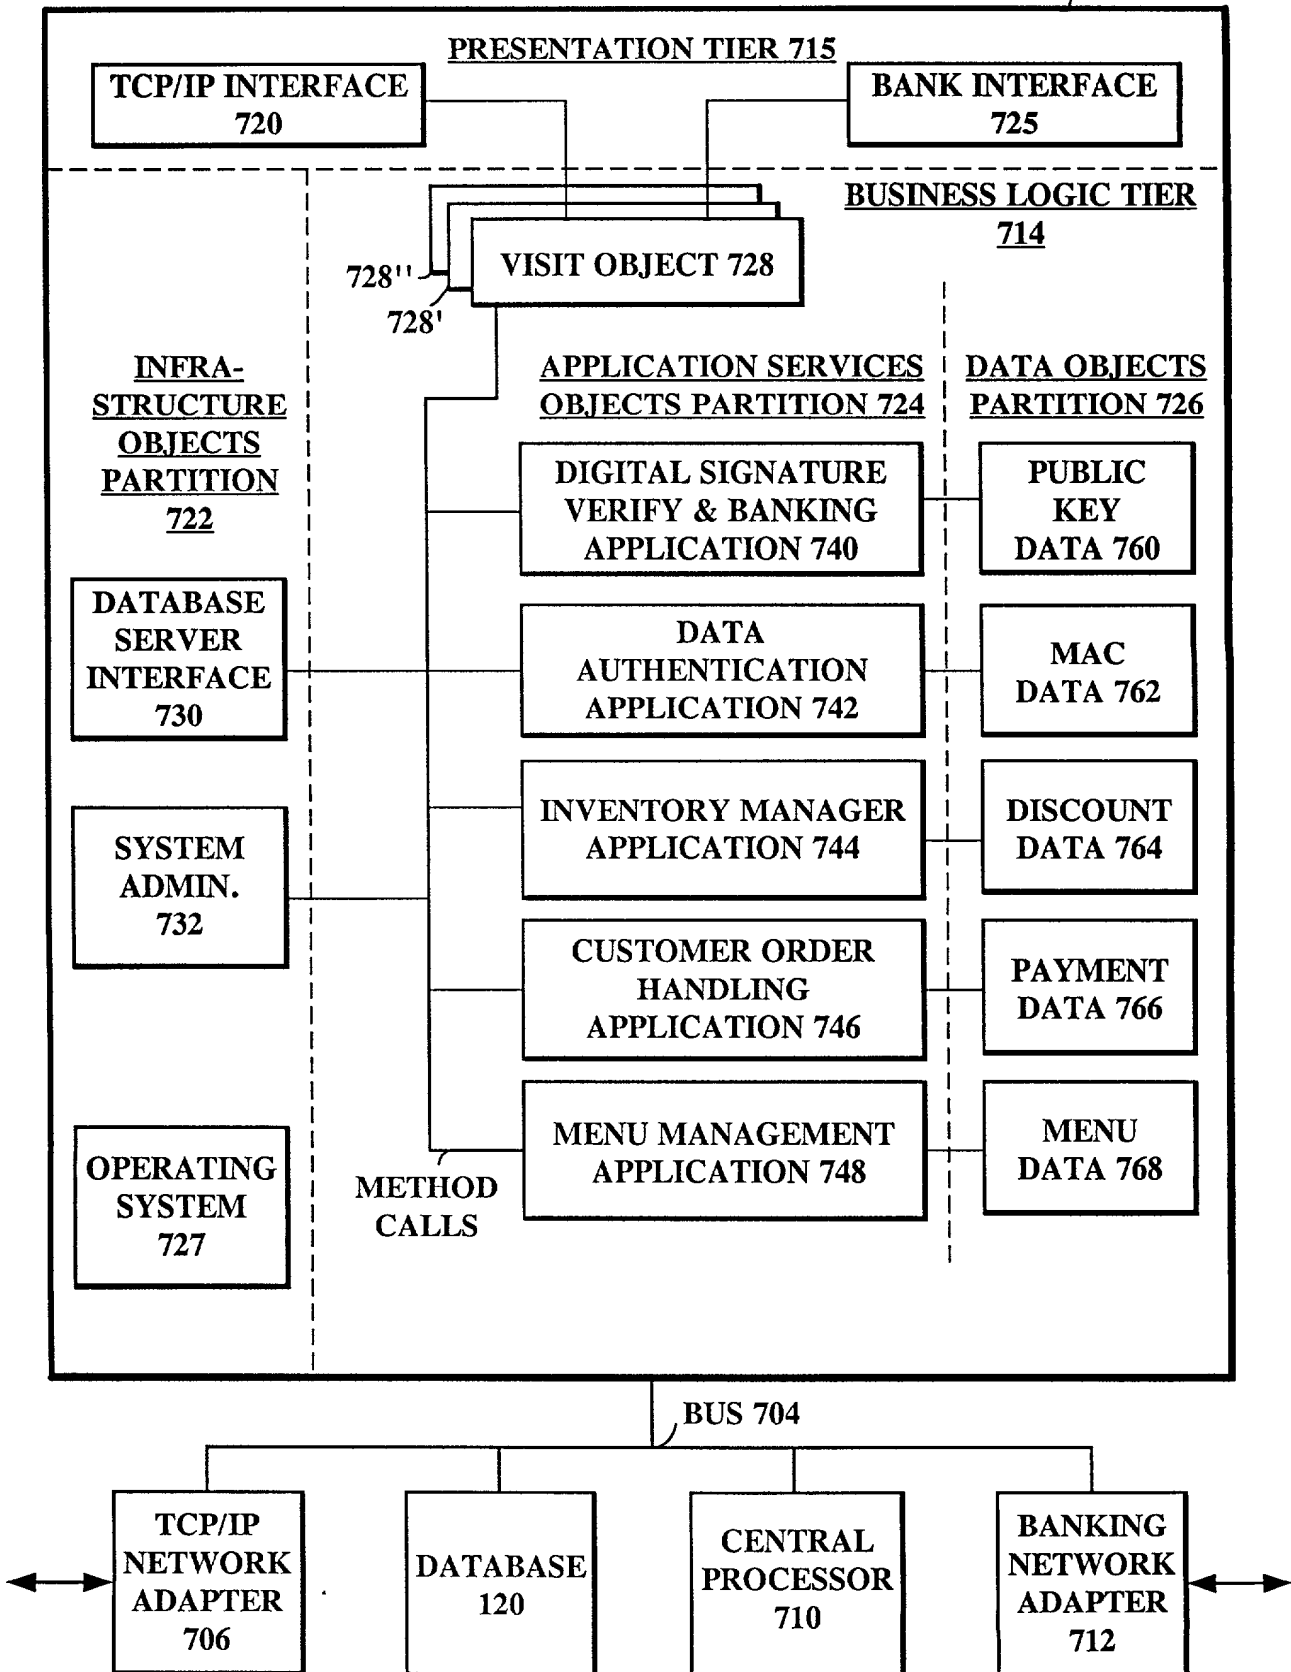 PRESENTATION TIER 715
TCP/IP INTERFACE
720
BANK INTERFACE
725
BUSINESS LOGIC TIER
714
VISIT OBJECT 728
728''
728'
INFRA-
STRUCTURE
OBJECTS
PARTITION
722
APPLICATION SERVICES
OBJECTS PARTITION 724
DATA OBJECTS
PARTITION 726
DIGITAL SIGNATURE
VERIFY & BANKING
APPLICATION 740
PUBLIC
KEY
DATA 760
DATABASE
SERVER
INTERFACE
730
DATA
AUTHENTICATION
APPLICATION 742
MAC
DATA 762
SYSTEM
ADMIN.
732
INVENTORY MANAGER
APPLICATION 744
DISCOUNT
DATA 764
CUSTOMER ORDER
HANDLING
APPLICATION 746
PAYMENT
DATA 766
OPERATING
SYSTEM
727
METHOD
CALLS
MENU MANAGEMENT
APPLICATION 748
MENU
DATA 768
BUS 704
TCP/IP
NETWORK
ADAPTER
706
DATABASE
120
CENTRAL
PROCESSOR
710
BANKING
NETWORK
ADAPTER
712